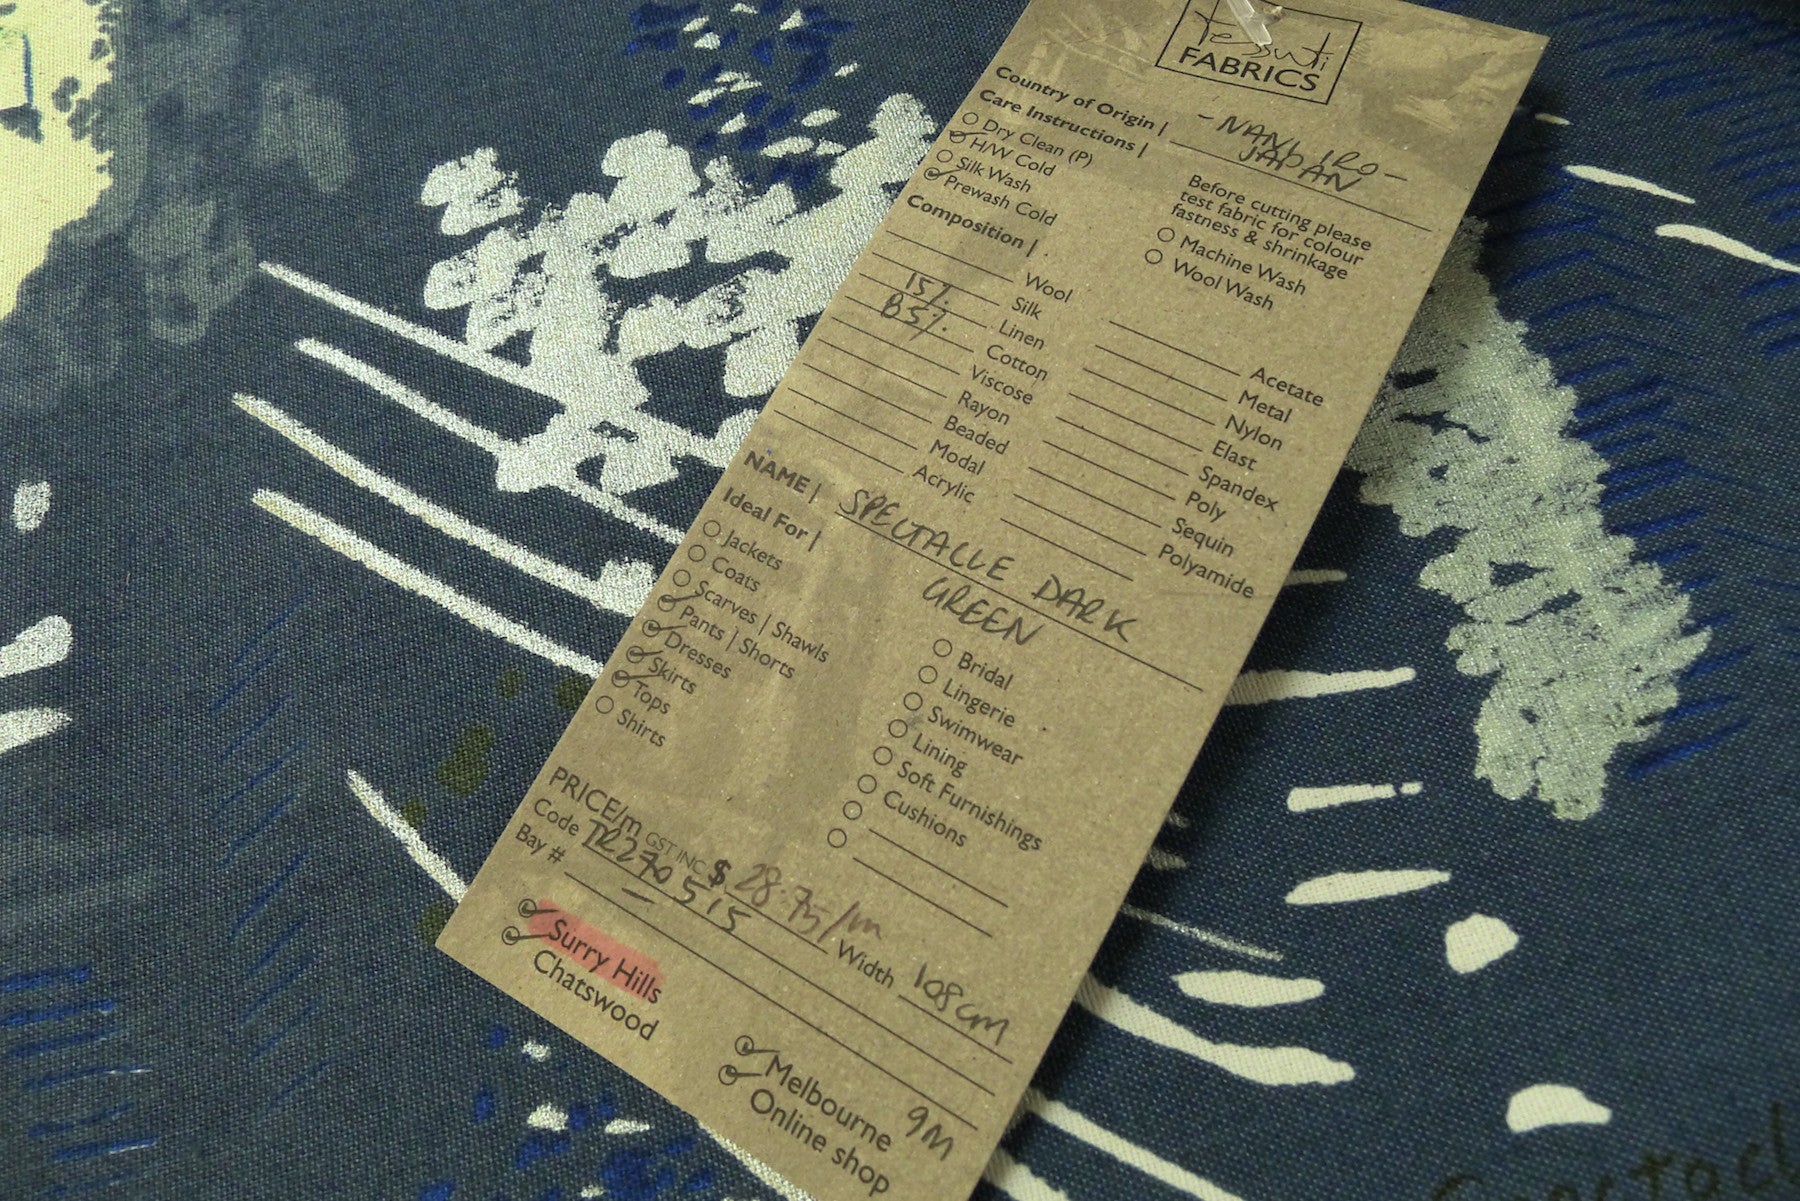 Tessuti
FABRICS
Country of Origin | - NANI IRO -
JAPAN
Care Instructions |
Dry Clean (P)
H/W Cold
Silk Wash
Prewash Cold
Before cutting please
test fabric for colour
fastness & shrinkage
Machine Wash
Wool Wash
Composition |
Wool
Silk
15% Linen
85% Cotton
Viscose
Rayon
Beaded
Modal
Acrylic
Acetate
Metal
Nylon
Elast
Spandex
Poly
Sequin
Polyamide
NAME | SPECTACLE DARK
GREEN
Ideal For |
Jackets
Coats
Scarves | Shawls
Pants | Shorts
Dresses
Skirts
Tops
Shirts
Bridal
Lingerie
Swimwear
Lining
Soft Furnishings
Cushions
PRICE/m GST INC $ 28.75/m
Code TR270515 Width 108cm
Bay # —
Surry Hills
Chatswood
Melbourne 9M
Online shop